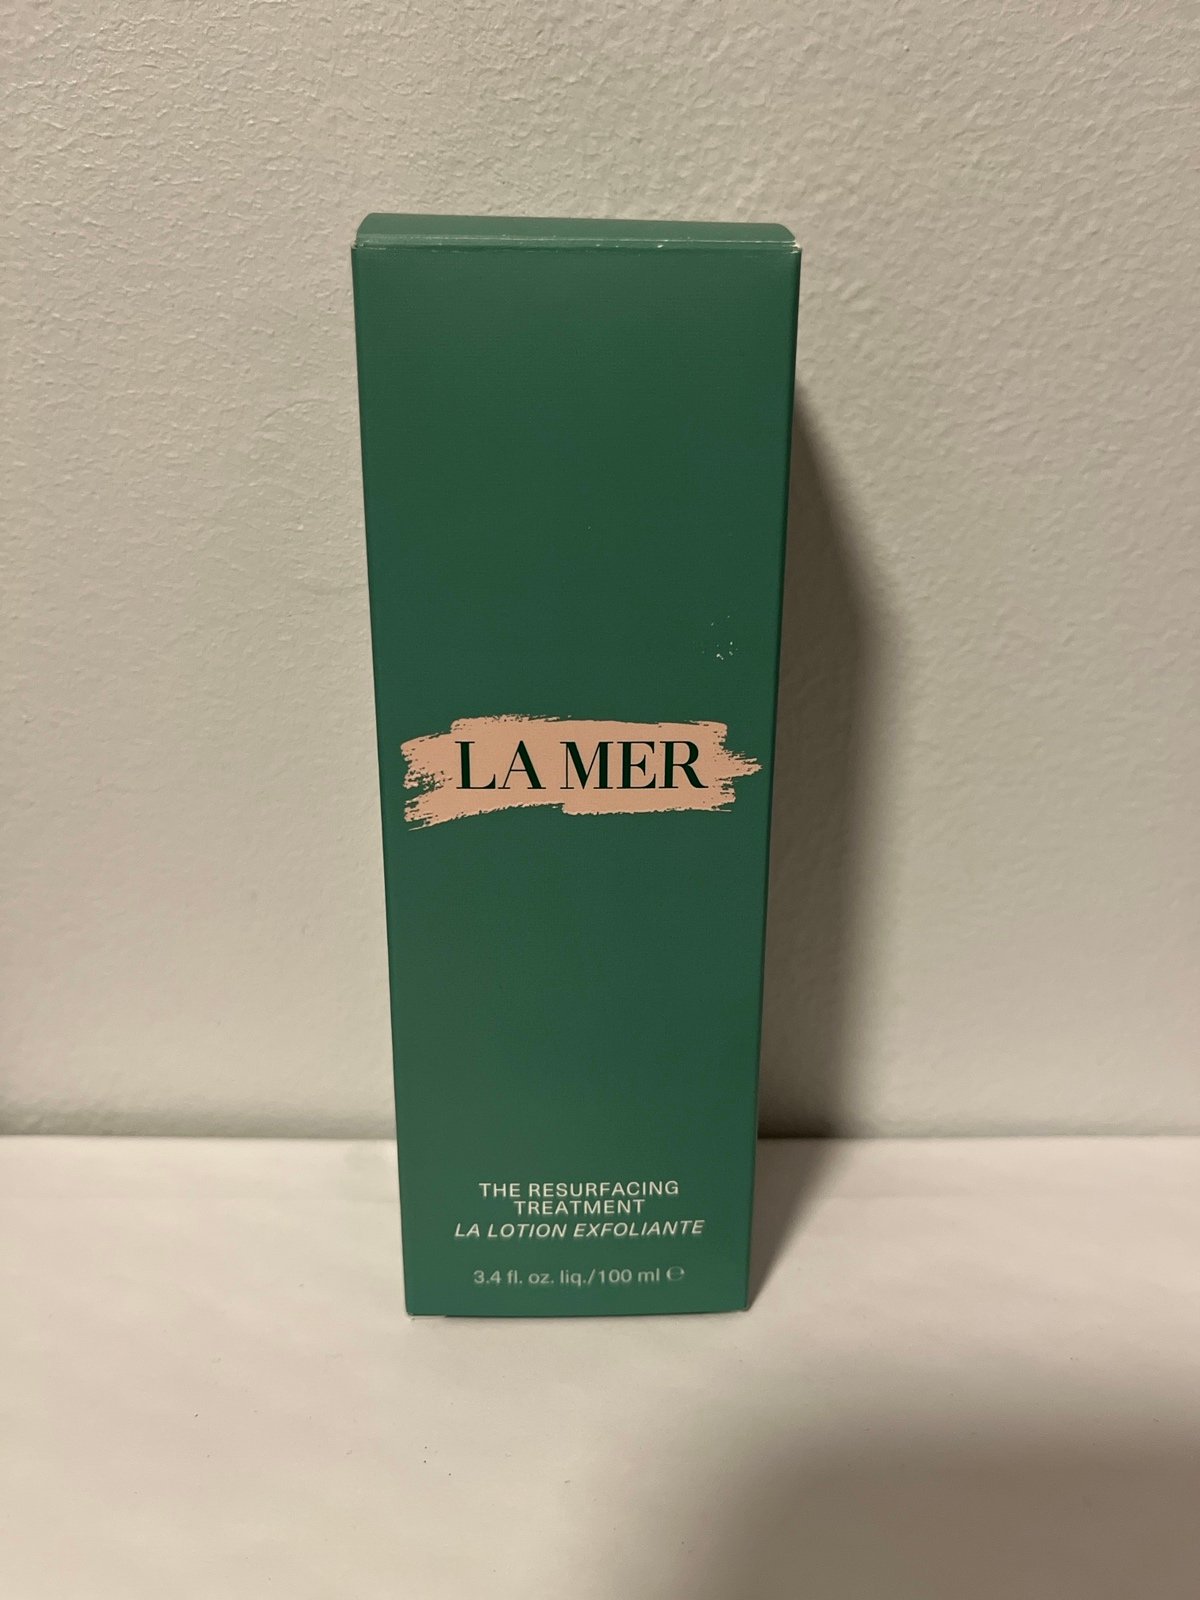 LA MER
THE RESURFACING
TREATMENT
LA LOTION EXFOLIANTE
3.4 fl. oz. liq./100 ml ℮